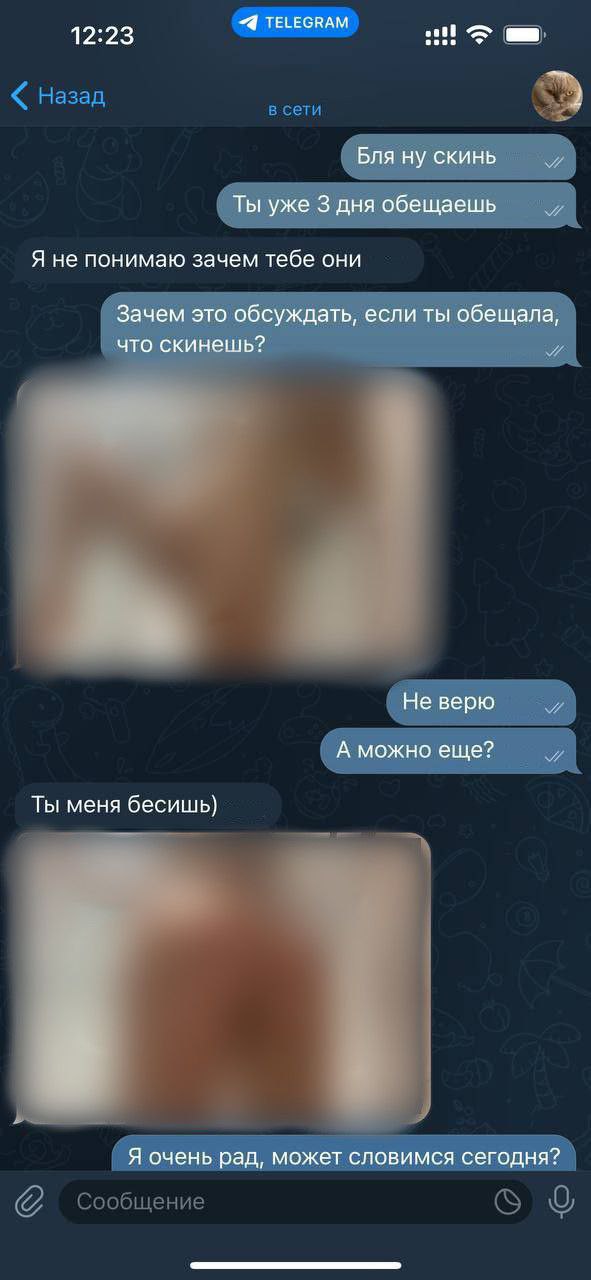 12:23
TELEGRAM
Назад
в сети
Бля ну скинь
Ты уже 3 дня обещаешь
Я не понимаю зачем тебе они
Зачем это обсуждать, если ты обещала,
что скинешь?
Не верю
А можно еще?
Ты меня бесишь)
Я очень рад, может словимся сегодня?
Сообщение